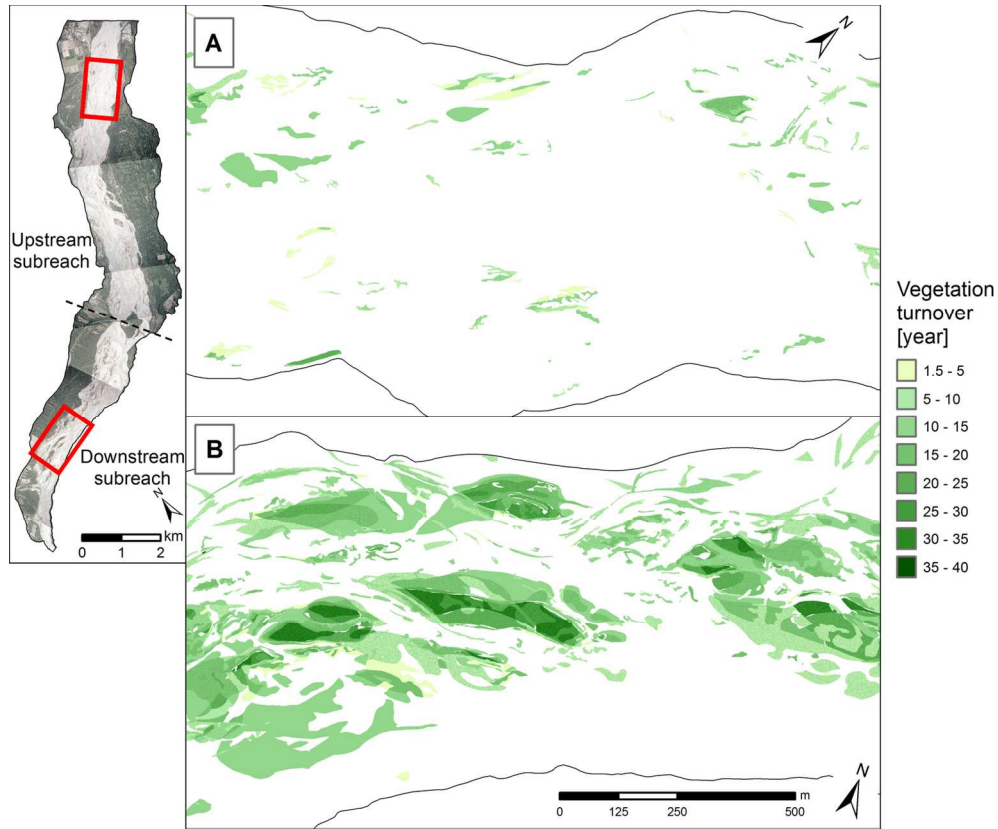 A
N
Upstream
subreach
Downstream
subreach
N
km
0 1 2
B
Vegetation
turnover
[year]
1.5 - 5
5 - 10
10 - 15
15 - 20
20 - 25
25 - 30
30 - 35
35 - 40
N
m
0 125 250 500